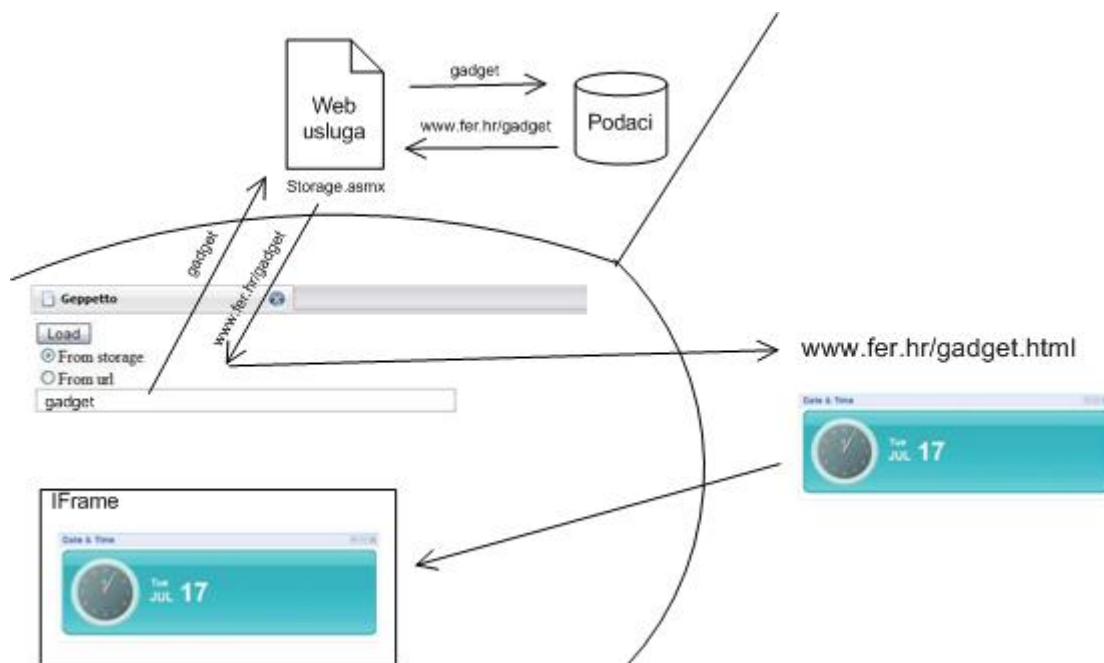 gadget
Web
usluga
www.fer.hr/gadget
Podaci
Storage.asmx
gadget
www.fer.hr/gadget
Geppetto
Load
From storage
From url
gadget
www.fer.hr/gadget.html
Date & Time
Tue
JUL 17
IFrame
Date & Time
Tue
JUL 17